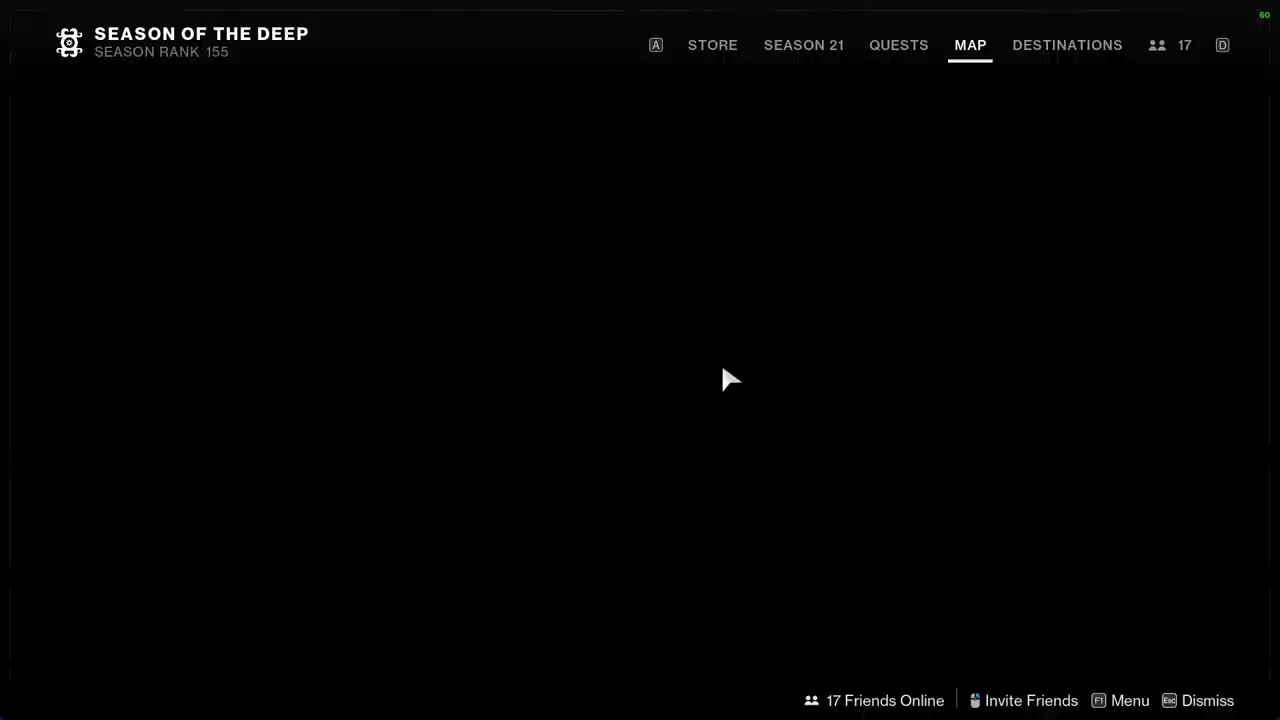 60
SEASON OF THE DEEP
SEASON RANK 155
A STORE SEASON 21 QUESTS MAP DESTINATIONS 17 D
17 Friends Online Invite Friends F1 Menu Esc Dismiss